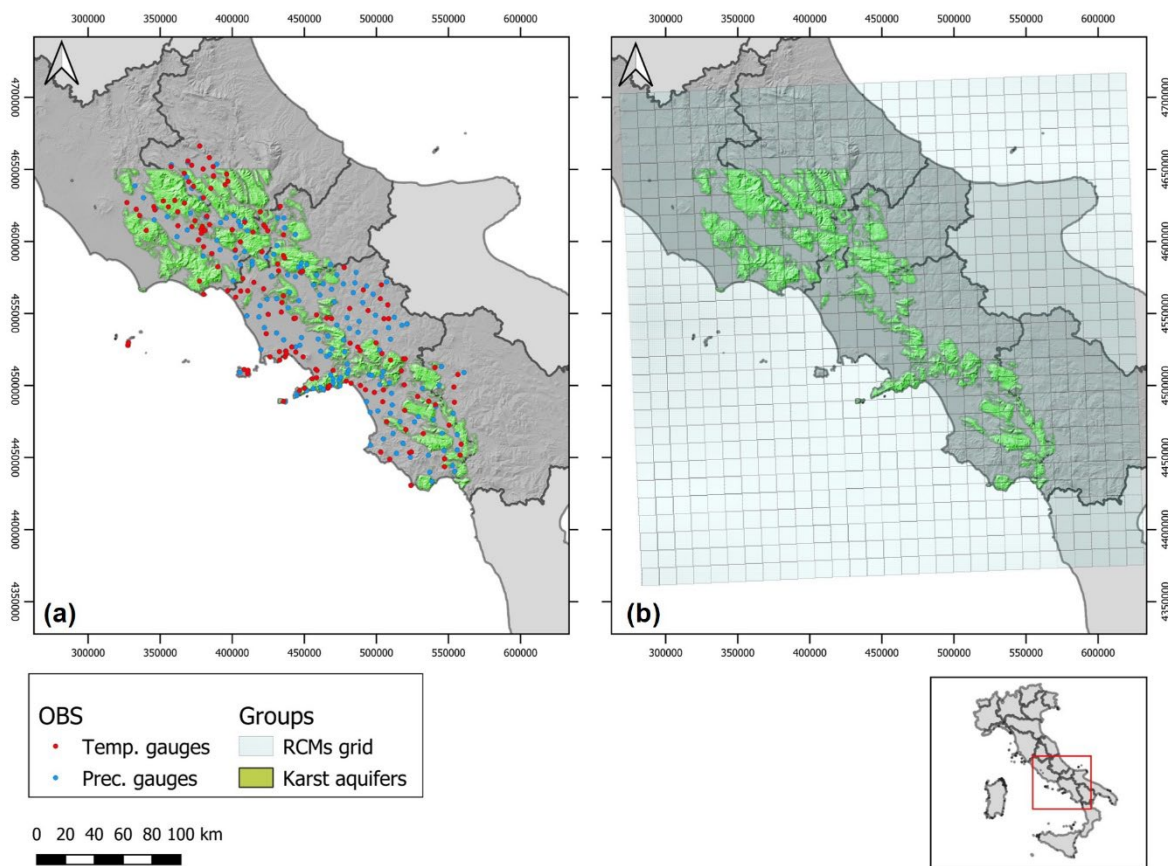 300000 350000 400000 450000 500000 550000 600000 300000 350000 400000 450000 500000 550000 600000
4700000 4700000
4650000 4650000
4600000 4600000
4550000 4550000
4500000 4500000
4450000 4450000
4400000 4400000
4350000 4350000
(a) (b)
300000 350000 400000 450000 500000 550000 600000 300000 350000 400000 450000 500000 550000 600000
OBS Groups
Temp. gauges RCMs grid
Prec. gauges Karst aquifers
0 20 40 60 80 100 km